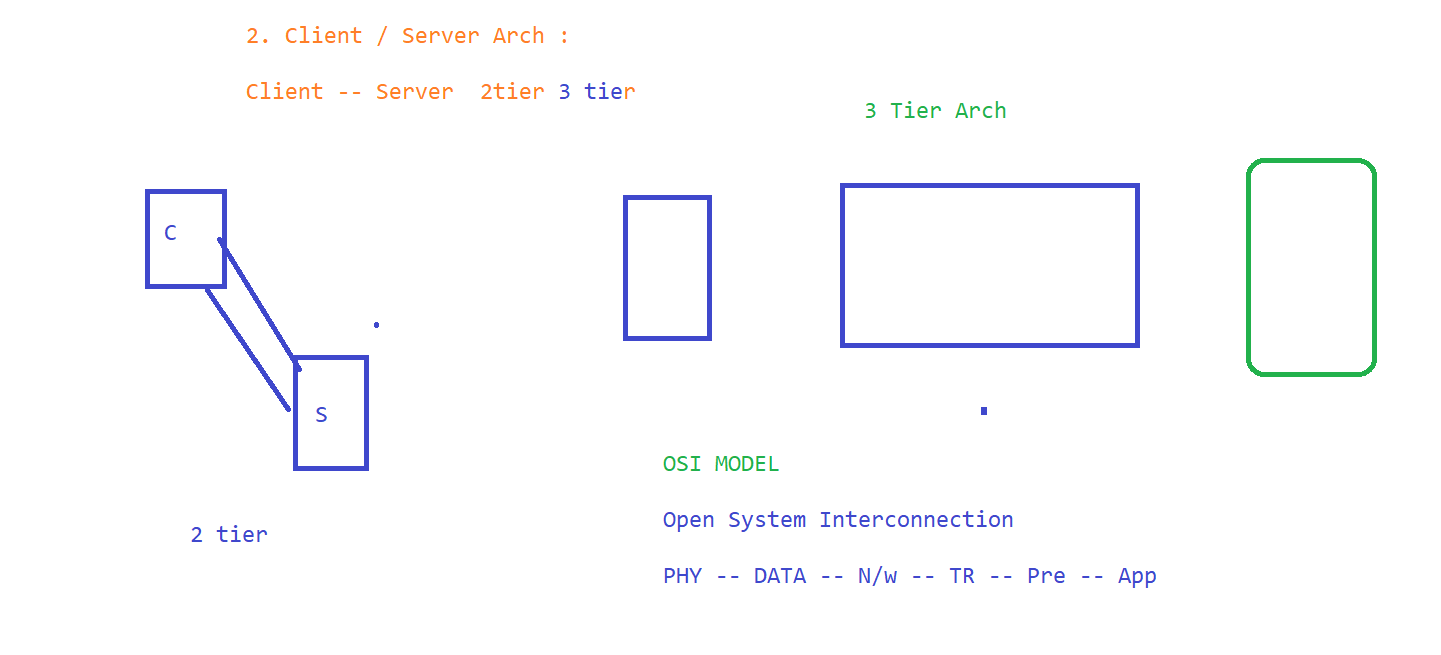 2. Client / Server Arch :
Client -- Server  2tier 3 tier
3 Tier Arch
C
S
2 tier
OSI MODEL
Open System Interconnection
PHY -- DATA -- N/w -- TR -- Pre -- App